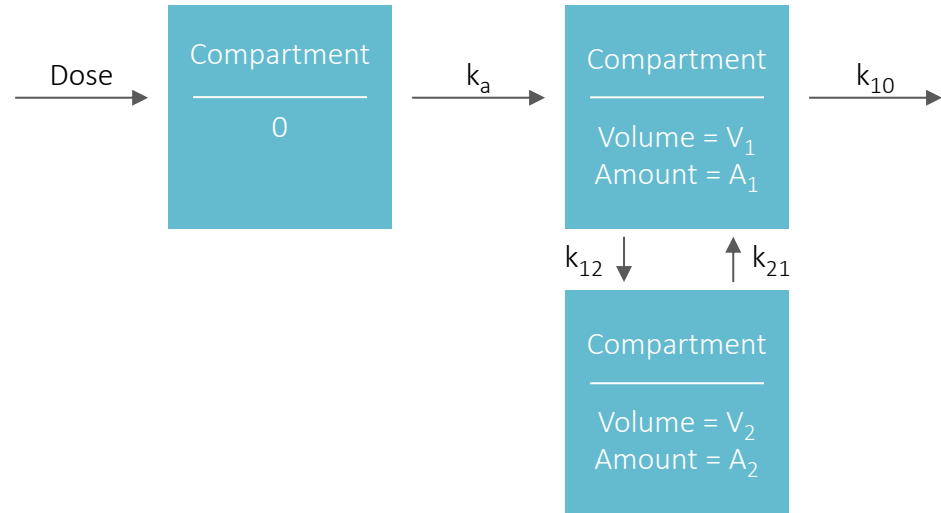 Dose
Compartment
0
kₐ
Compartment
Volume = V₁
Amount = A₁
k₁₀
k₁₂
k₂₁
Compartment
Volume = V₂
Amount = A₂